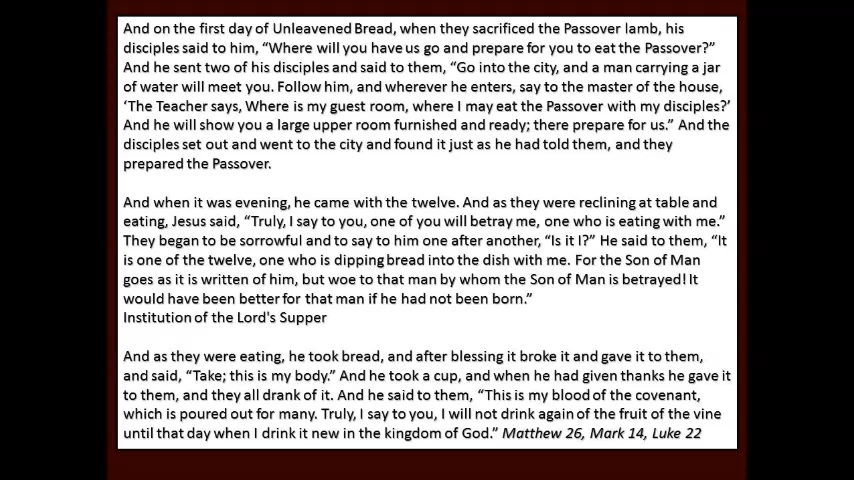 And on the first day of Unleavened Bread, when they sacrificed the Passover lamb, his
disciples said to him, “Where will you have us go and prepare for you to eat the Passover?”
And he sent two of his disciples and said to them, “Go into the city, and a man carrying a jar
of water will meet you. Follow him, and wherever he enters, say to the master of the house,
‘The Teacher says, Where is my guest room, where I may eat the Passover with my disciples?’
And he will show you a large upper room furnished and ready; there prepare for us.” And the
disciples set out and went to the city and found it just as he had told them, and they
prepared the Passover.
And when it was evening, he came with the twelve. And as they were reclining at table and
eating, Jesus said, “Truly, I say to you, one of you will betray me, one who is eating with me.”
They began to be sorrowful and to say to him one after another, “Is it I?” He said to them, “It
is one of the twelve, one who is dipping bread into the dish with me. For the Son of Man
goes as it is written of him, but woe to that man by whom the Son of Man is betrayed! It
would have been better for that man if he had not been born.”
Institution of the Lord's Supper
And as they were eating, he took bread, and after blessing it broke it and gave it to them,
and said, “Take; this is my body.” And he took a cup, and when he had given thanks he gave it
to them, and they all drank of it. And he said to them, “This is my blood of the covenant,
which is poured out for many. Truly, I say to you, I will not drink again of the fruit of the vine
until that day when I drink it new in the kingdom of God.” Matthew 26, Mark 14, Luke 22